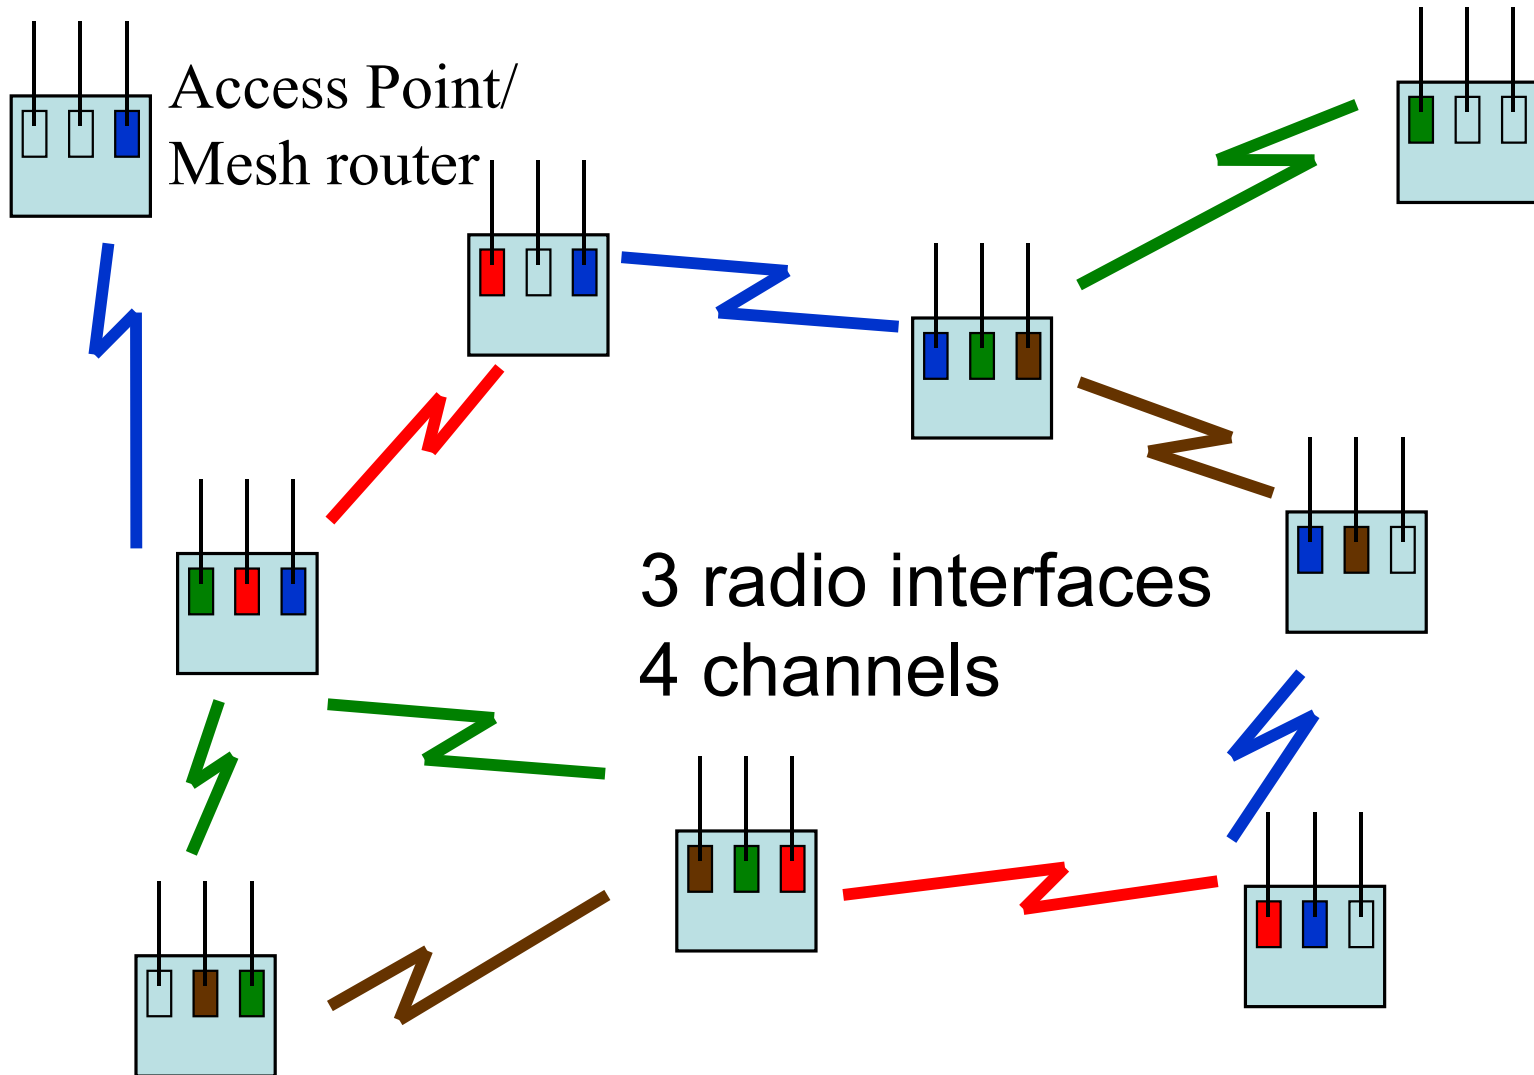 Access Point/
Mesh router
3 radio interfaces
4 channels